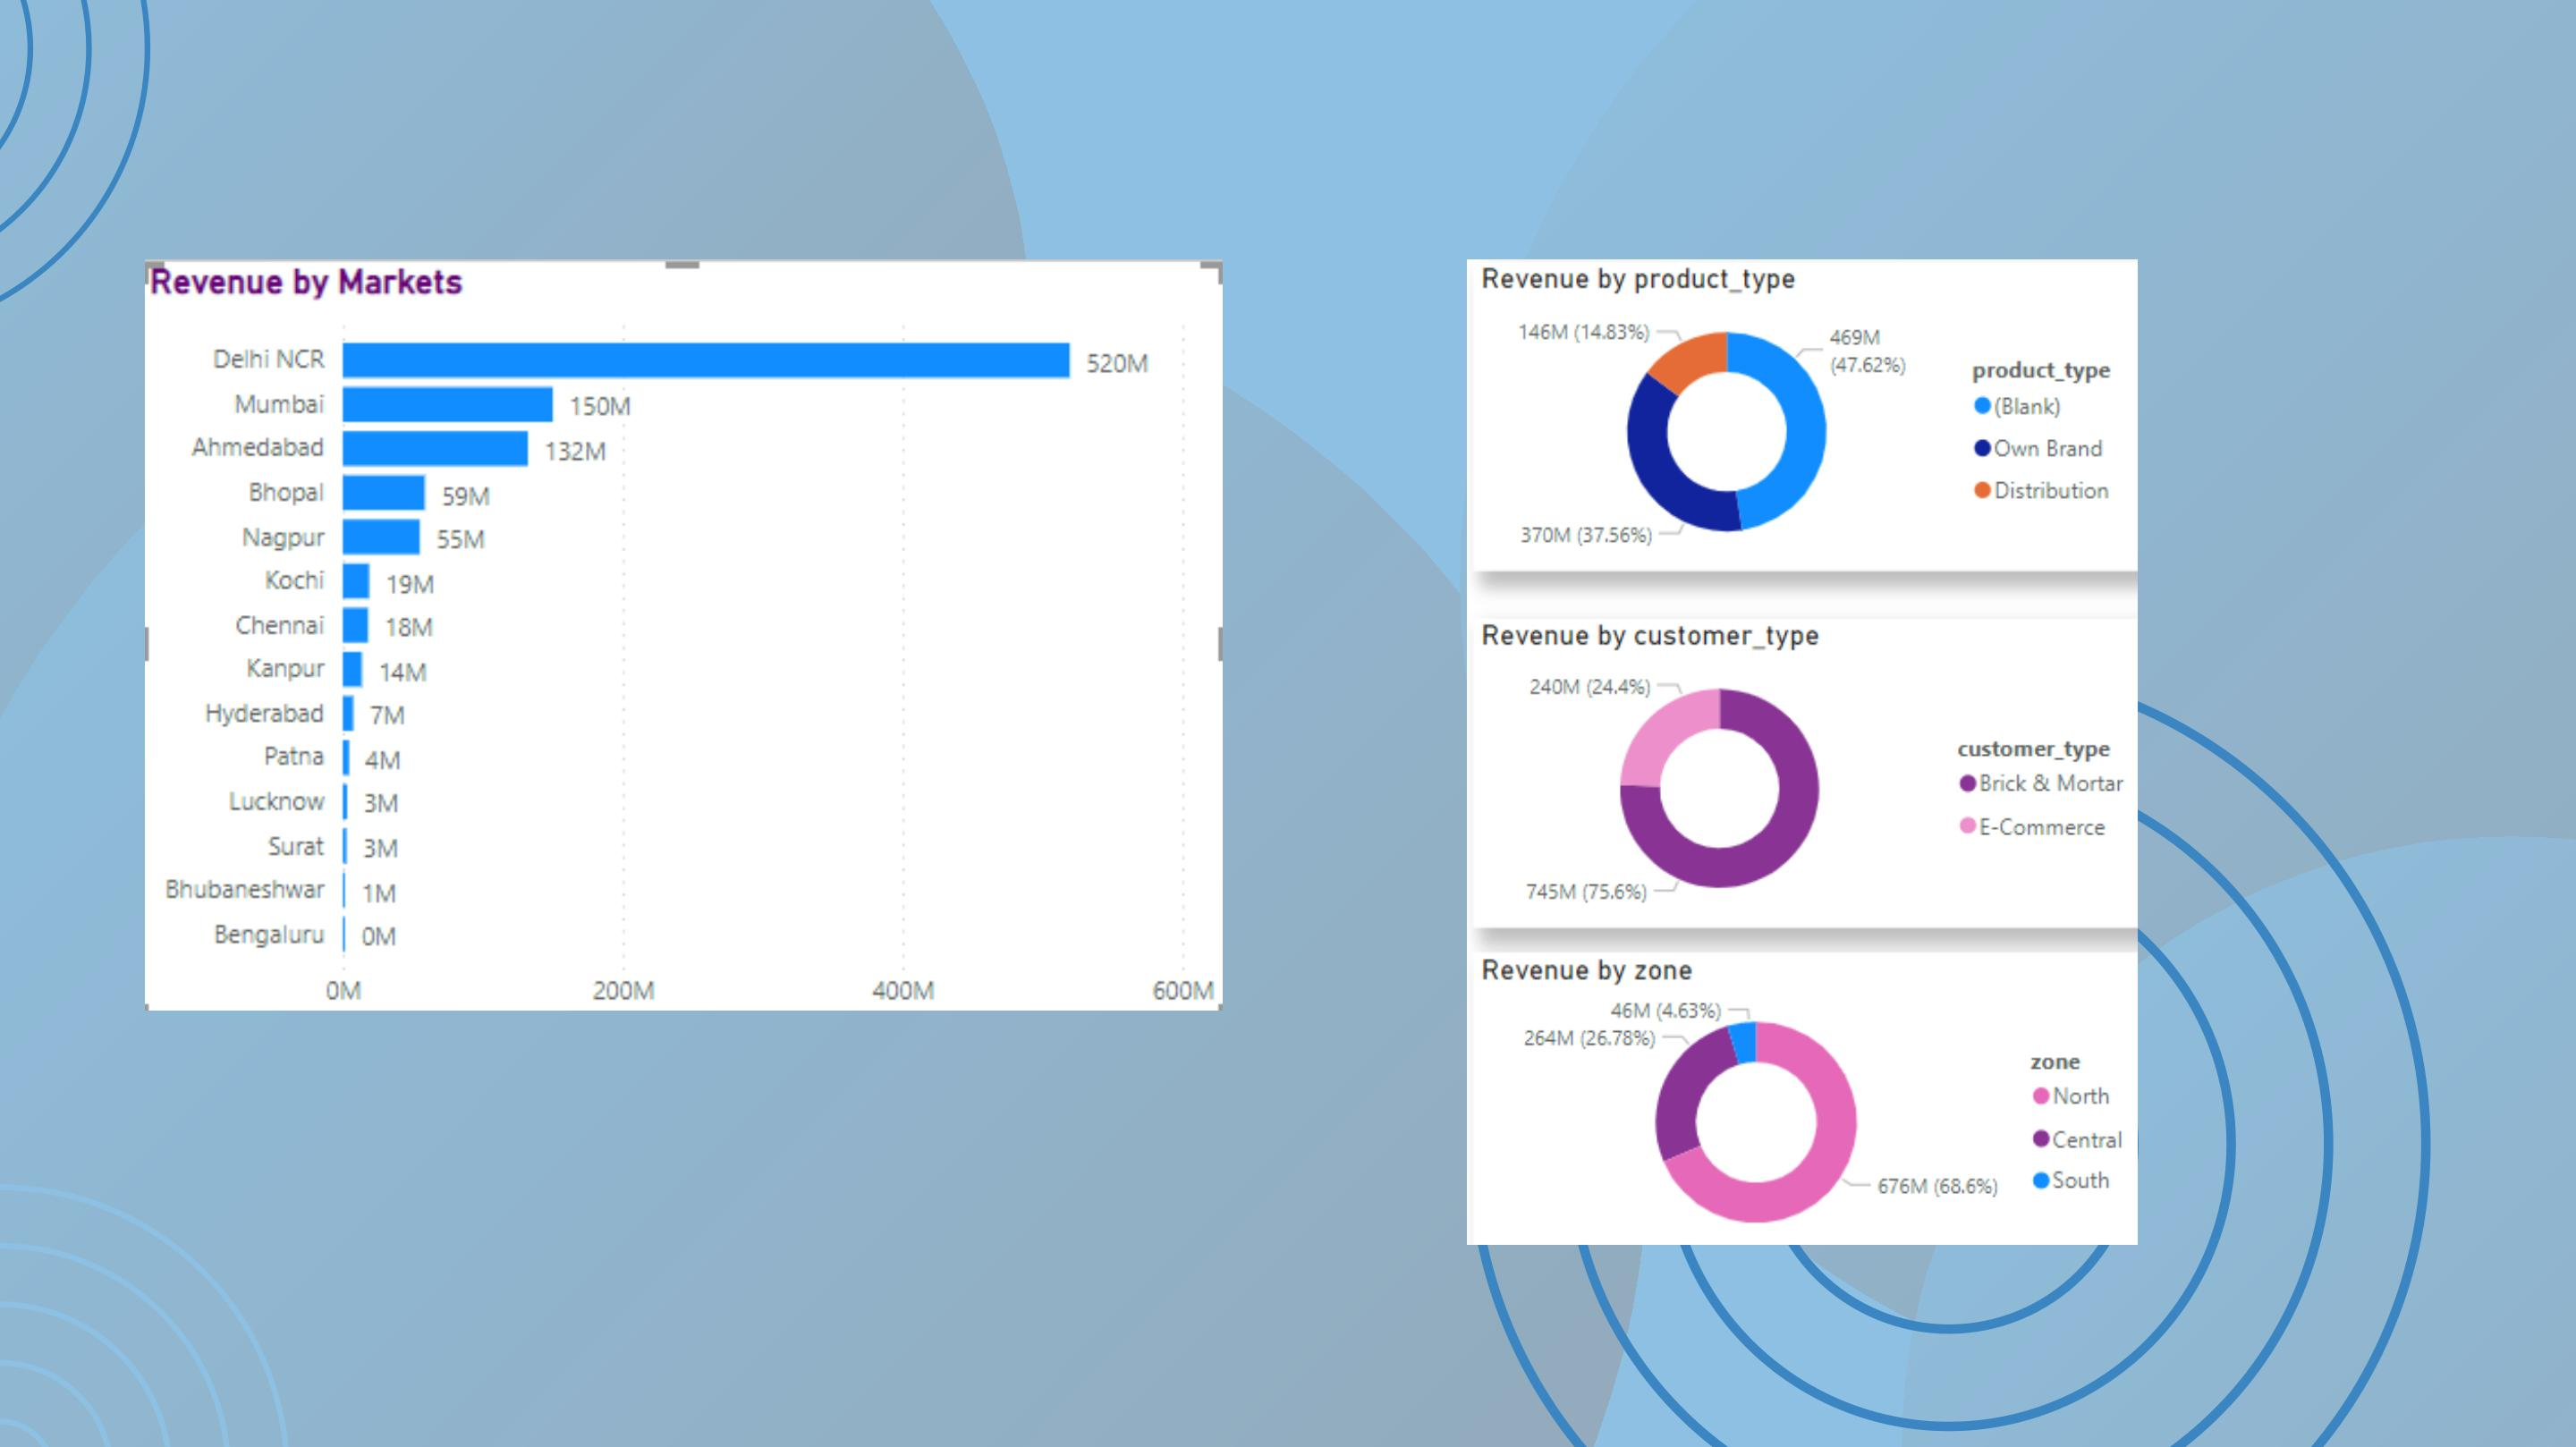 Revenue by Markets
Delhi NCR 520M
Mumbai 150M
Ahmedabad 132M
Bhopal 59M
Nagpur 55M
Kochi 19M
Chennai 18M
Kanpur 14M
Hyderabad 7M
Patna 4M
Lucknow 3M
Surat 3M
Bhubaneshwar 1M
Bengaluru 0M
0M 200M 400M 600M
Revenue by product_type
146M (14.83%)
469M
(47.62%)
370M (37.56%)
product_type
(Blank)
Own Brand
Distribution
Revenue by customer_type
240M (24.4%)
745M (75.6%)
customer_type
Brick & Mortar
E-Commerce
Revenue by zone
46M (4.63%)
264M (26.78%)
676M (68.6%)
zone
North
Central
South